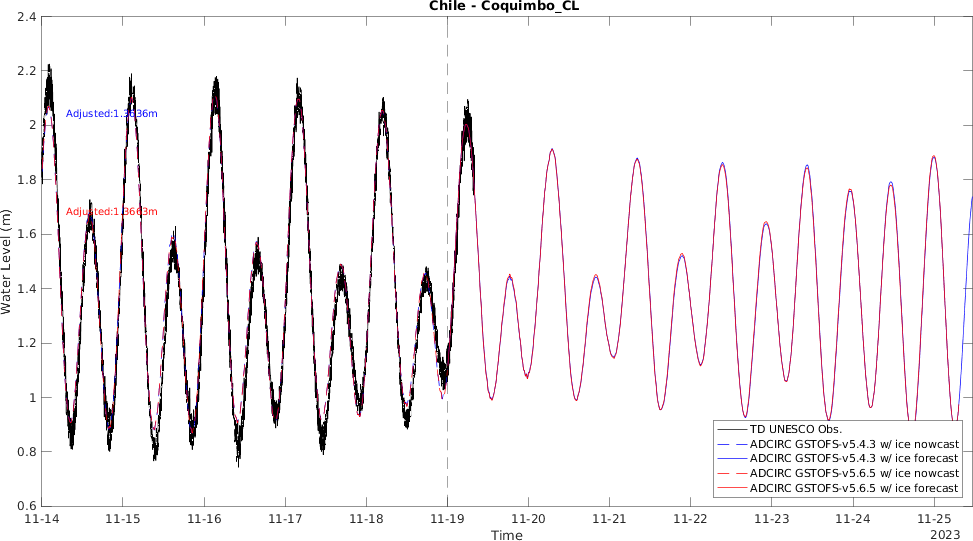 Chile - Coquimbo_CL
2.4
2.2
2
1.8
1.6
1.4
1.2
1
0.8
0.6
Water Level (m)
Adjusted:1.3636m
Adjusted:1.3663m
TD UNESCO Obs.
ADCIRC GSTOFS-v5.4.3 w/ ice nowcast
ADCIRC GSTOFS-v5.4.3 w/ ice forecast
ADCIRC GSTOFS-v5.6.5 w/ ice nowcast
ADCIRC GSTOFS-v5.6.5 w/ ice forecast
11-14 11-15 11-16 11-17 11-18 11-19 11-20 11-21 11-22 11-23 11-24 11-25
2023
Time